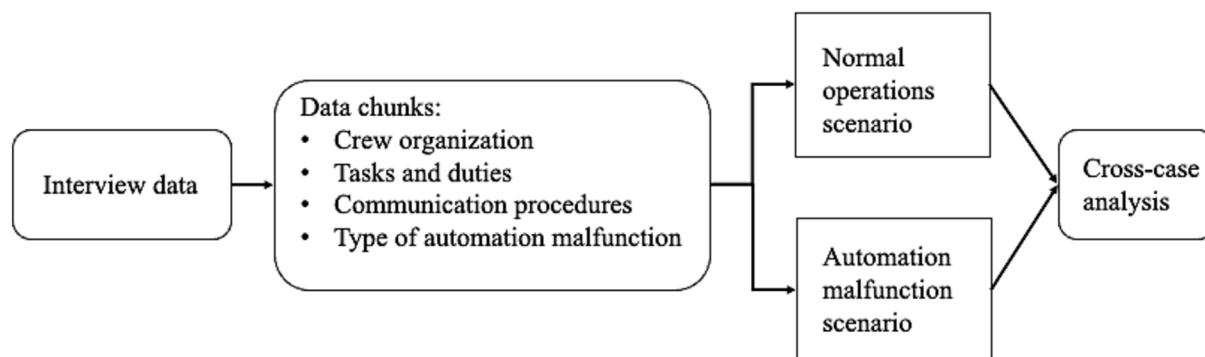 Interview data
Data chunks:
• Crew organization
• Tasks and duties
• Communication procedures
• Type of automation malfunction
Normal
operations
scenario
Automation
malfunction
scenario
Cross-case
analysis